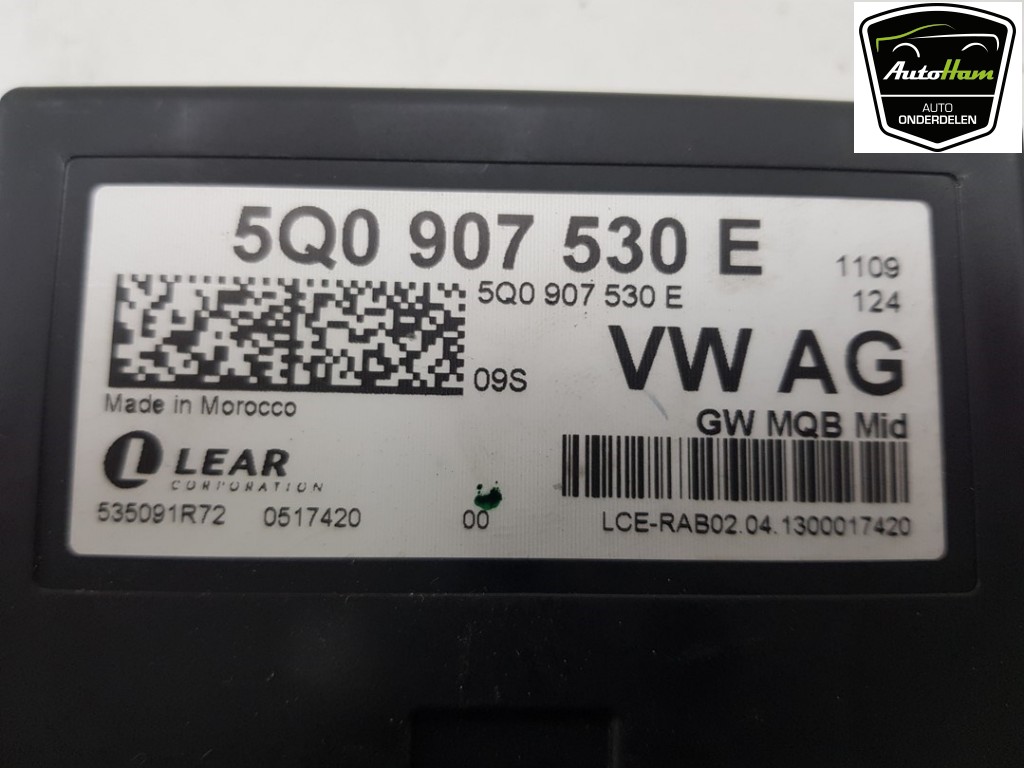 AutoHam
AUTO
ONDERDELEN
5Q0 907 530 E
1109
5Q0 907 530 E
124
VW AG
09S
Made in Morocco
GW MQB Mid
LEAR
CORPORATION
535091R72 0517420 00 LCE-RAB02.04.1300017420